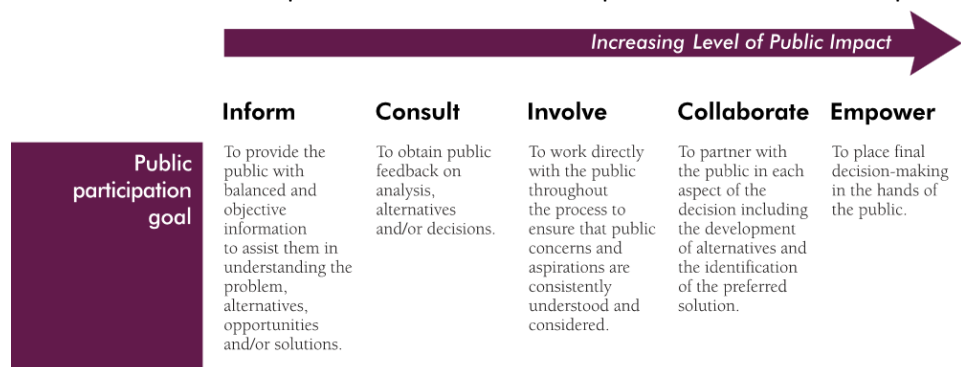 Increasing Level of Public Impact
Inform
Consult
Involve
Collaborate
Empower
Public
participation
goal
To provide the
public with
balanced and
objective
information
to assist them in
understanding the
problem,
alternatives,
opportunities
and/or solutions.
To obtain public
feedback on
analysis,
alternatives
and/or decisions.
To work directly
with the public
throughout
the process to
ensure that public
concerns and
aspirations are
consistently
understood and
considered.
To partner with
the public in each
aspect of the
decision including
the development
of alternatives and
the identification
of the preferred
solution.
To place final
decision-making
in the hands of
the public.